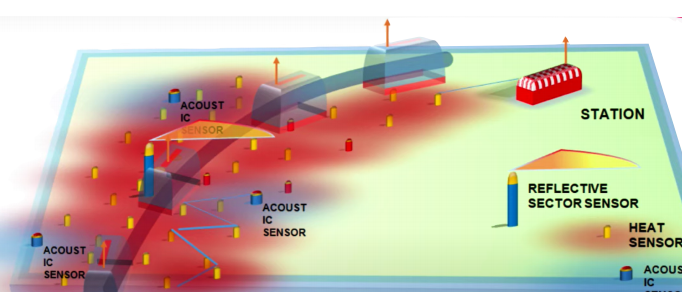 ACOUST
IC
SENSOR
STATION
REFLECTIVE
SECTOR SENSOR
ACOUST
IC
SENSOR
HEAT
SENSOR
ACOUST
IC
SENSOR
ACOUS
IC